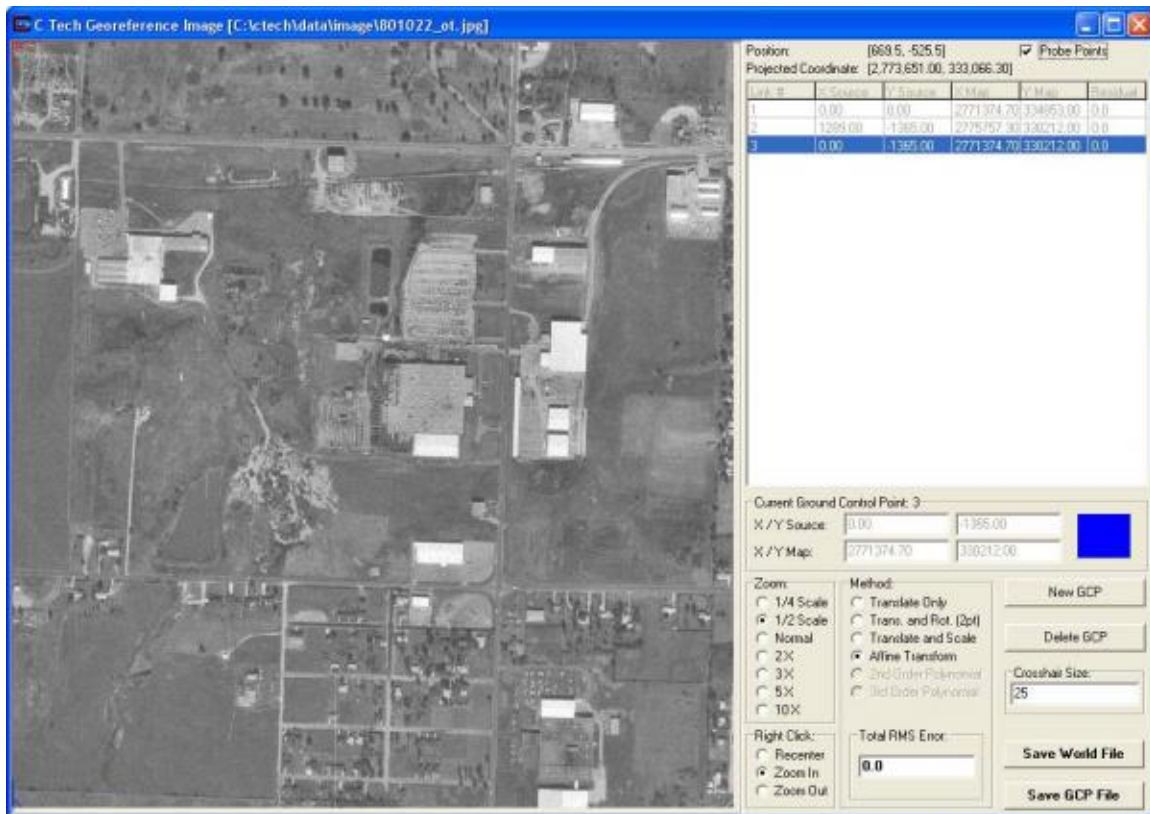 C Tech Georeference Image [C:\ctech\data\image\801022_ot.jpg]
Position: [669.5, -525.5] Probe Points
Projected Coordinate: [2,773,651.00, 333,066.30]
Link # X Source Y Source X Map Y Map Residual
1 0.00 0.00 2771374.70 334853.00 0.0
2 1289.00 -1365.00 2775757.30 330212.00 0.0
3 0.00 -1365.00 2771374.70 330212.00 0.0
Current Ground Control Point: 3
X / Y Source: 0.00 -1365.00
X / Y Map: 2771374.70 330212.00
Zoom:
1/4 Scale
1/2 Scale
Normal
2X
3X
5X
10X
Method:
Translate Only
Trans. and Rot. (2pt)
Translate and Scale
Affine Transform
2nd Order Polynomial
3rd Order Polynomial
New GCP
Delete GCP
Crosshair Size:
25
Right Click:
Recenter
Zoom In
Zoom Out
Total RMS Error:
0.0
Save World File
Save GCP File